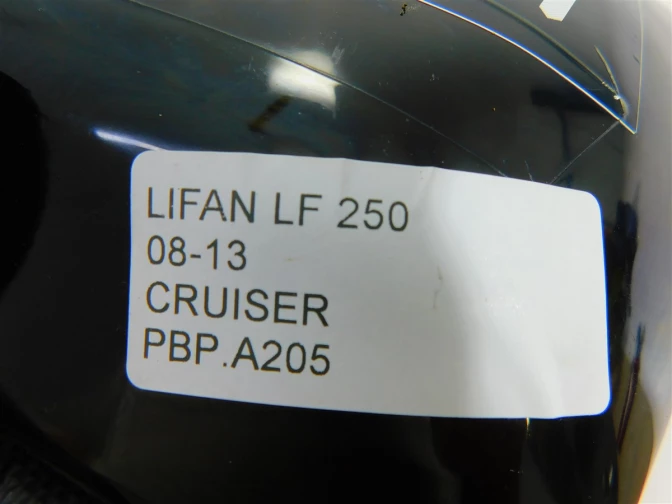 LIFAN LF 250
08-13
CRUISER
PBP.A205